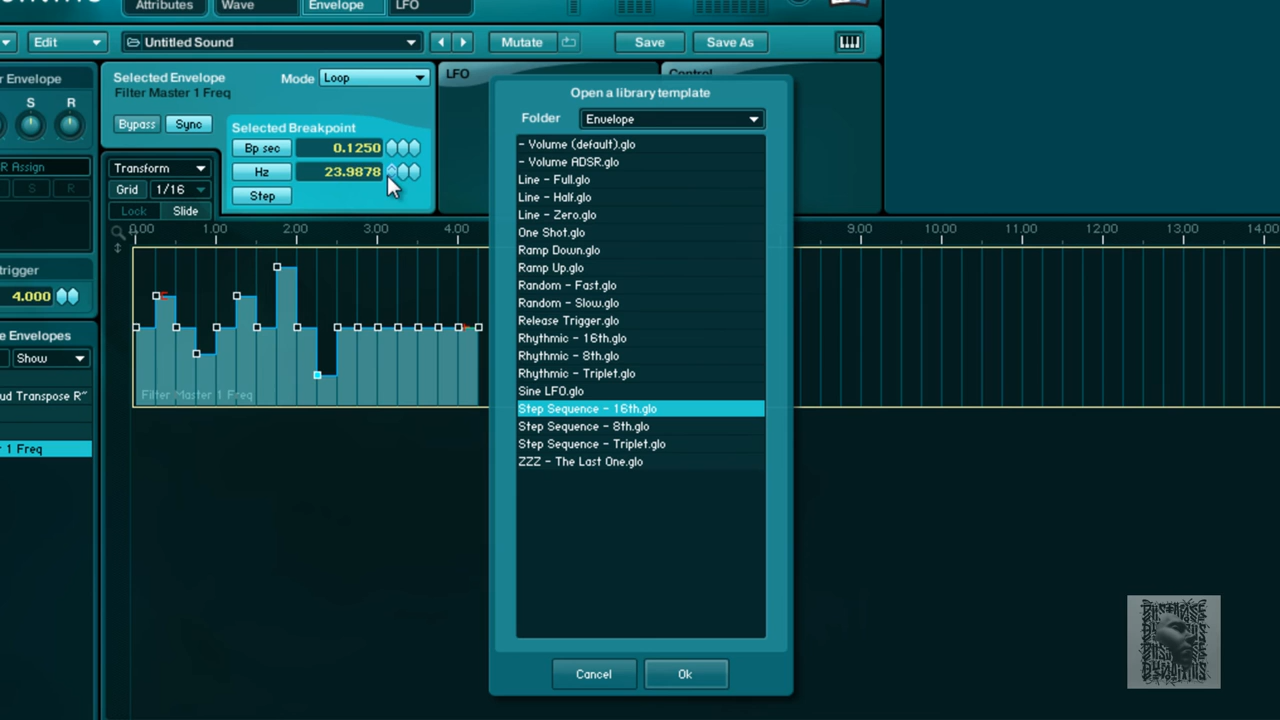 Attributes
Wave
Envelope
LFO
Edit
Untitled Sound
Mutate
Save
Save As
Envelope
S R
R Assign
S R
trigger
4.000
e Envelopes
Show
ud Transpose R"
1 Freq
Selected Envelope
Filter Master 1 Freq
Mode Loop
Bypass Sync
Selected Breakpoint
Bp sec 0.1250
Hz 23.9878
Step
Transform
Grid 1/16
Lock Slide
LFO
Control
0.00 1.00 2.00 3.00 4.00 9.00 10.00 11.00 12.00 13.00 14.00
Filter Master 1 Freq
Open a library template
Folder Envelope
- Volume (default).glo
- Volume ADSR.glo
Line - Full.glo
Line - Half.glo
Line - Zero.glo
One Shot.glo
Ramp Down.glo
Ramp Up.glo
Random - Fast.glo
Random - Slow.glo
Release Trigger.glo
Rhythmic - 16th.glo
Rhythmic - 8th.glo
Rhythmic - Triplet.glo
Sine LFO.glo
Step Sequence - 16th.glo
Step Sequence - 8th.glo
Step Sequence - Triplet.glo
ZZZ - The Last One.glo
Cancel
Ok